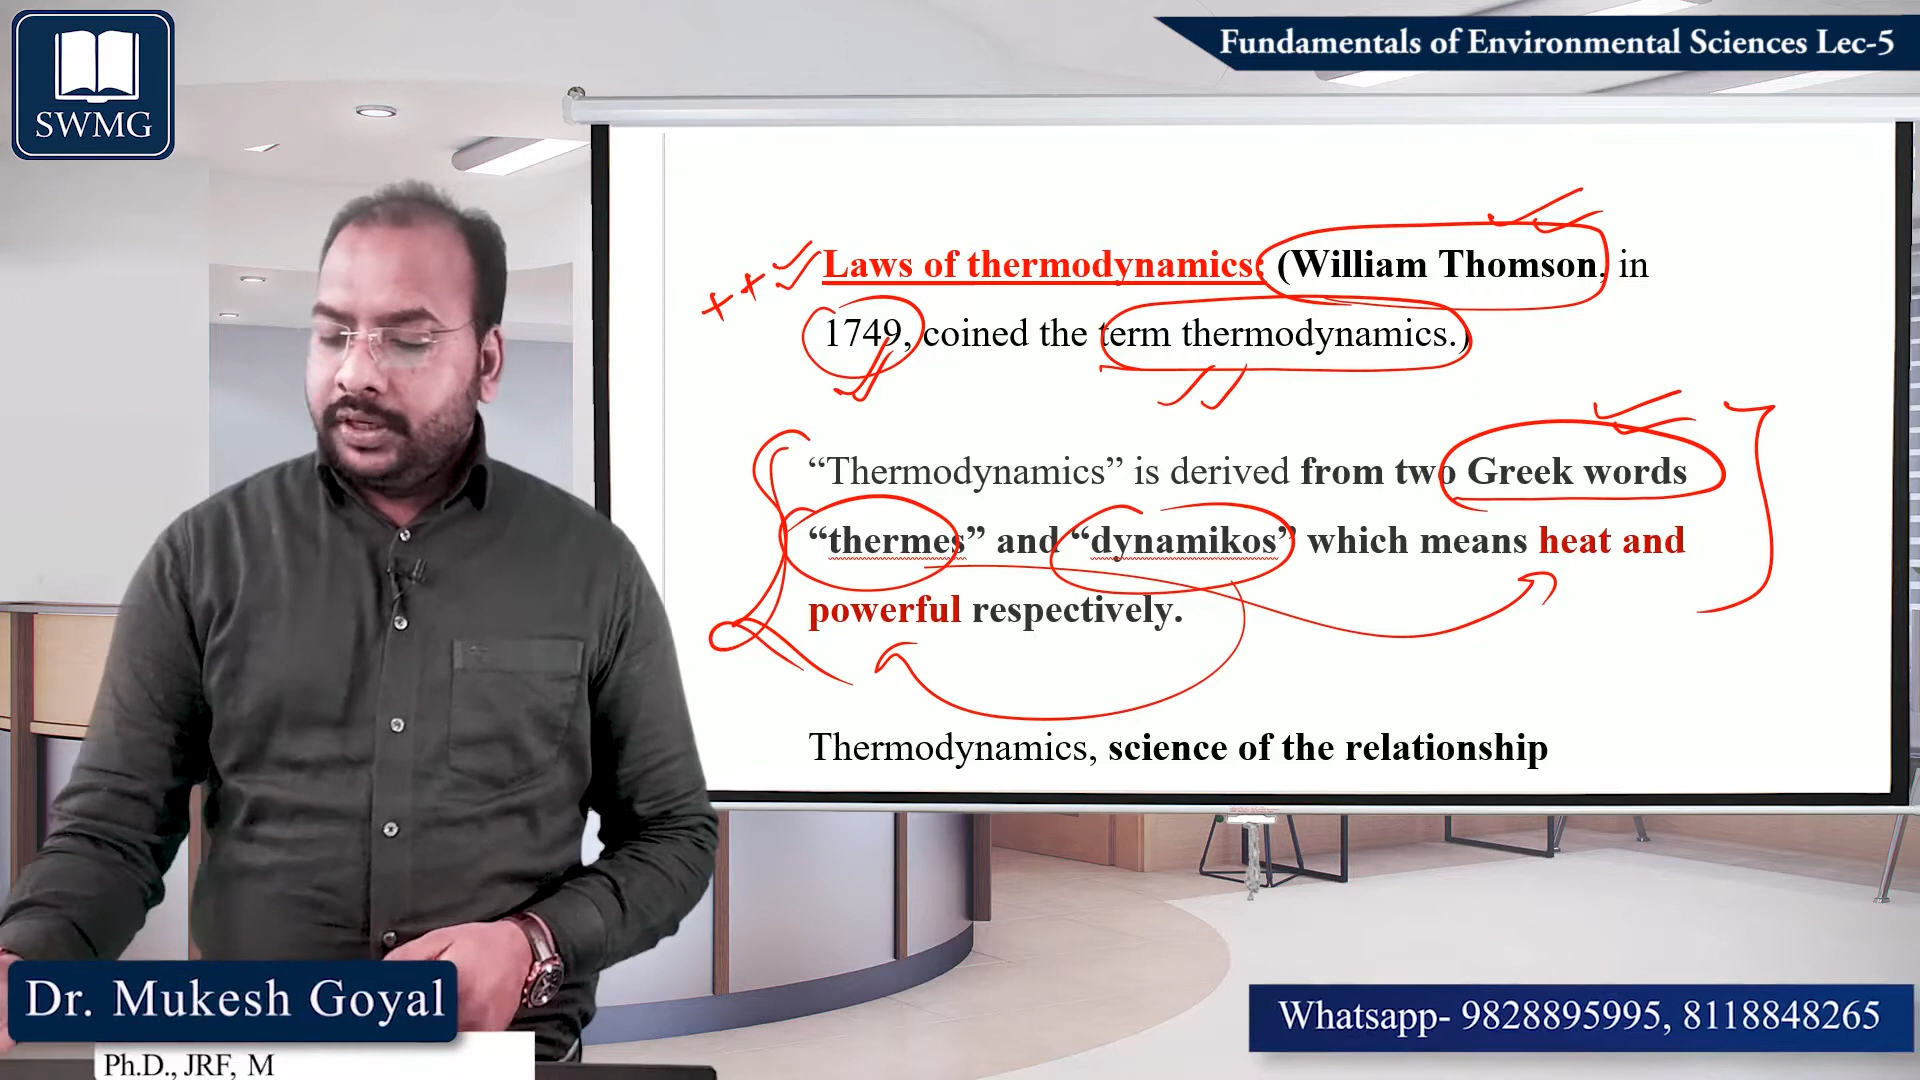 SWMG
Fundamentals of Environmental Sciences Lec-5
Laws of thermodynamics: (William Thomson, in
1749, coined the term thermodynamics.)
“Thermodynamics” is derived from two Greek words
“thermes” and “dynamikos” which means heat and
powerful respectively.
Thermodynamics, science of the relationship
Dr. Mukesh Goyal
Ph.D., JRF, M
Whatsapp- 9828895995, 8118848265